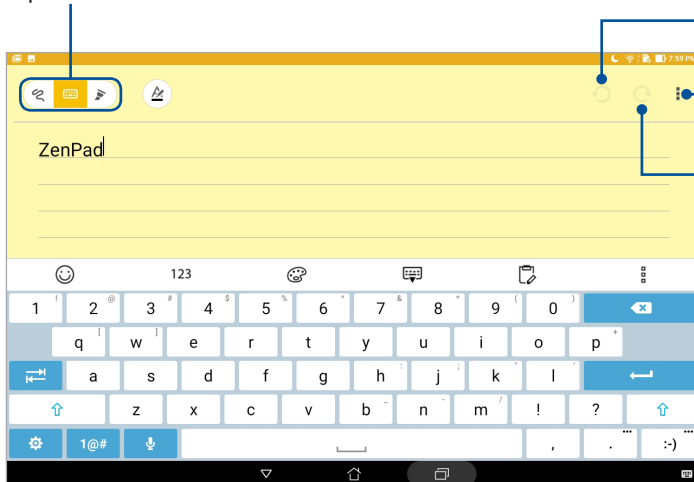 7:59 PM
ZenPad
123
1 ! 2 @ 3 # 4 $ 5 % 6 ^ 7 & 8 * 9 ( 0 )
q [ w ] e r t y u i o p +
a s d f g h : j ; k " l '
z x c v b _ n - m / ! ?
1@# , . ... :-) ...